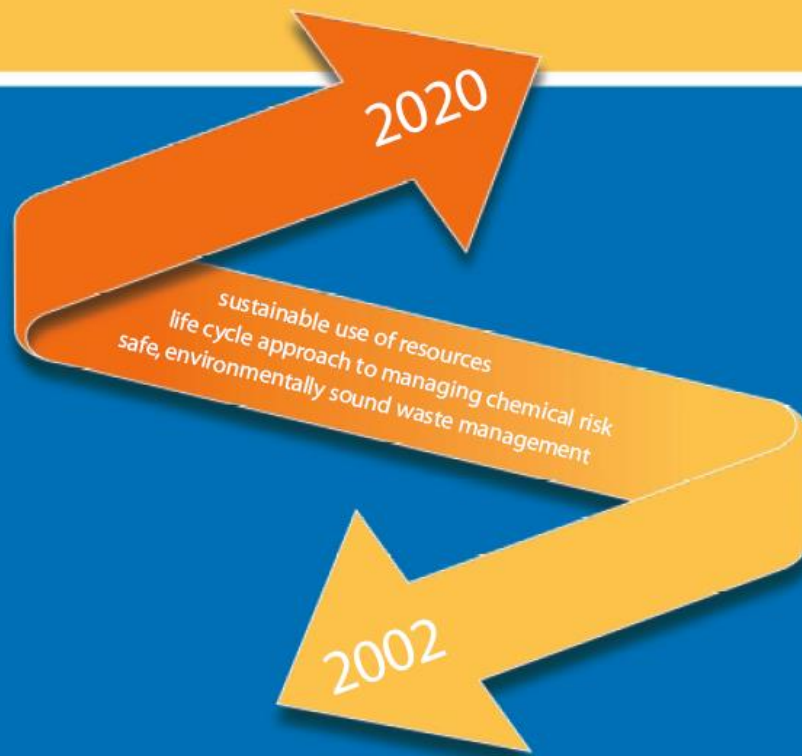 2020
sustainable use of resources
life cycle approach to managing chemical risk
safe, environmentally sound waste management
2002